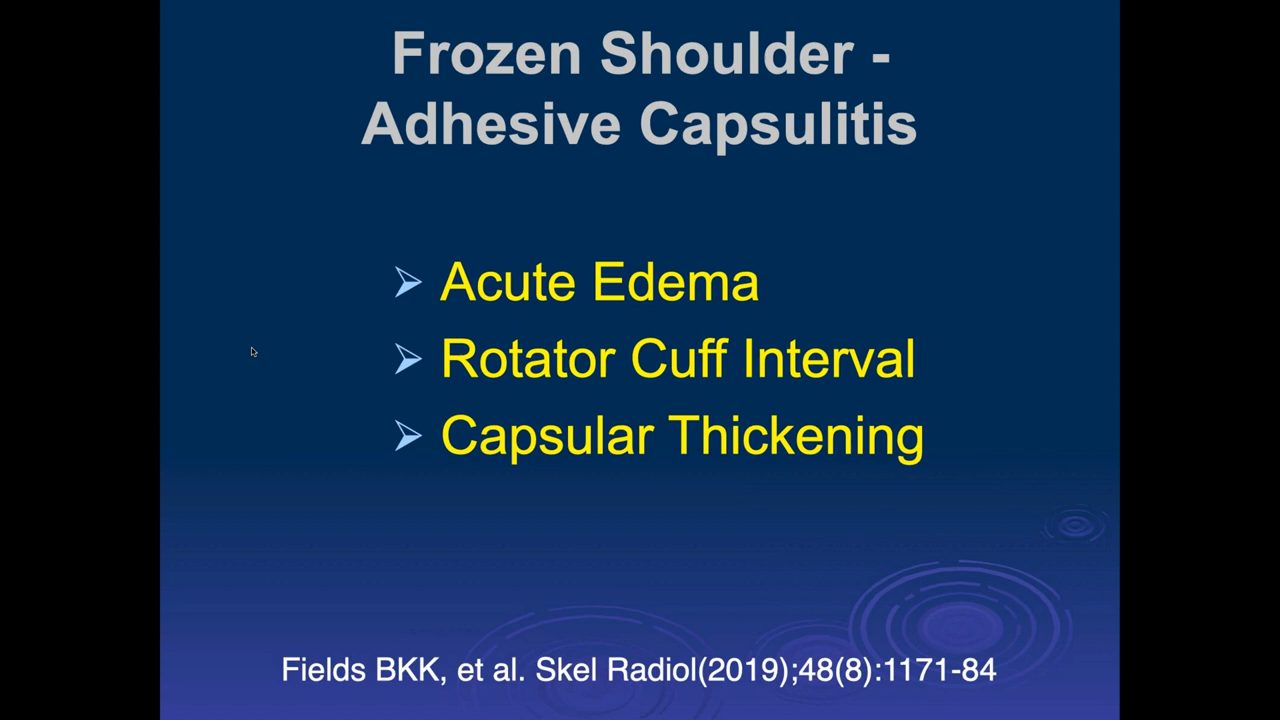 Frozen Shoulder -
Adhesive Capsulitis
Acute Edema
Rotator Cuff Interval
Capsular Thickening
Fields BKK, et al. Skel Radiol(2019);48(8):1171-84